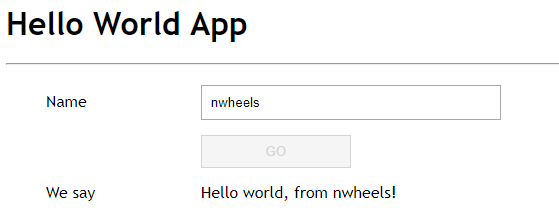 Hello World App
Name nwheels
GO
We say Hello world, from nwheels!